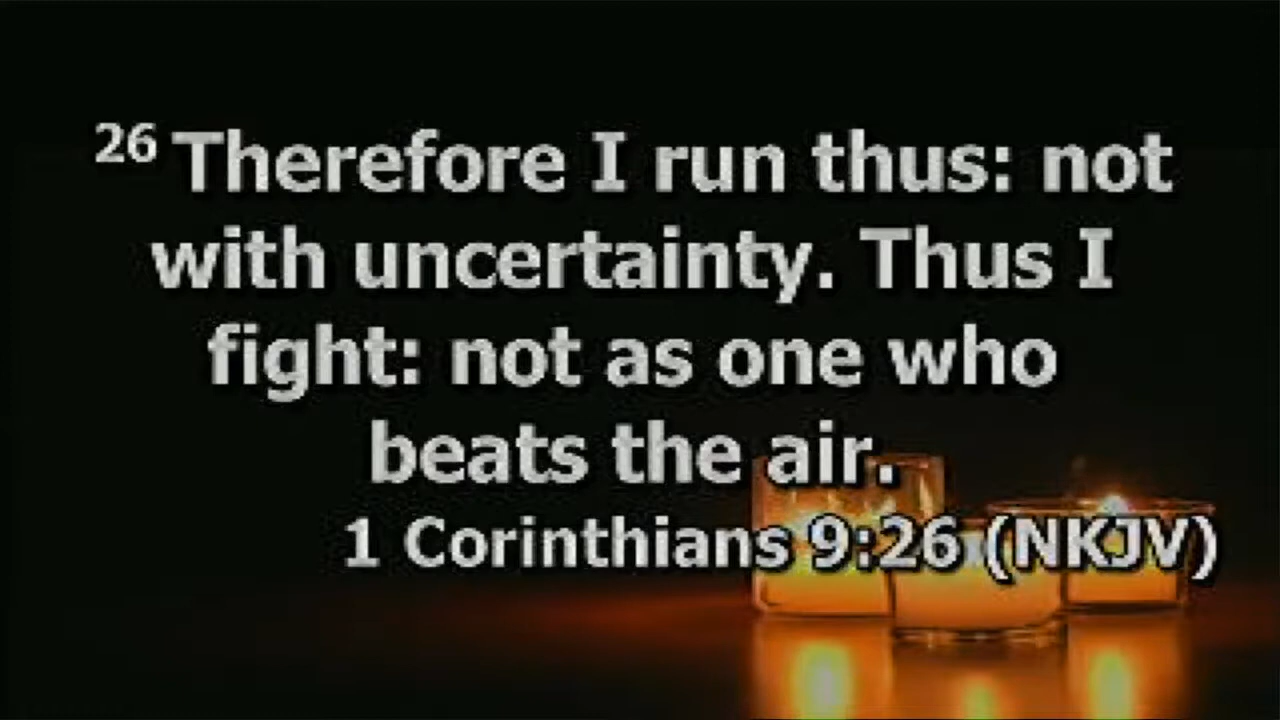 26 Therefore I run thus: not
with uncertainty. Thus I
fight: not as one who
beats the air.
1 Corinthians 9:26 (NKJV)